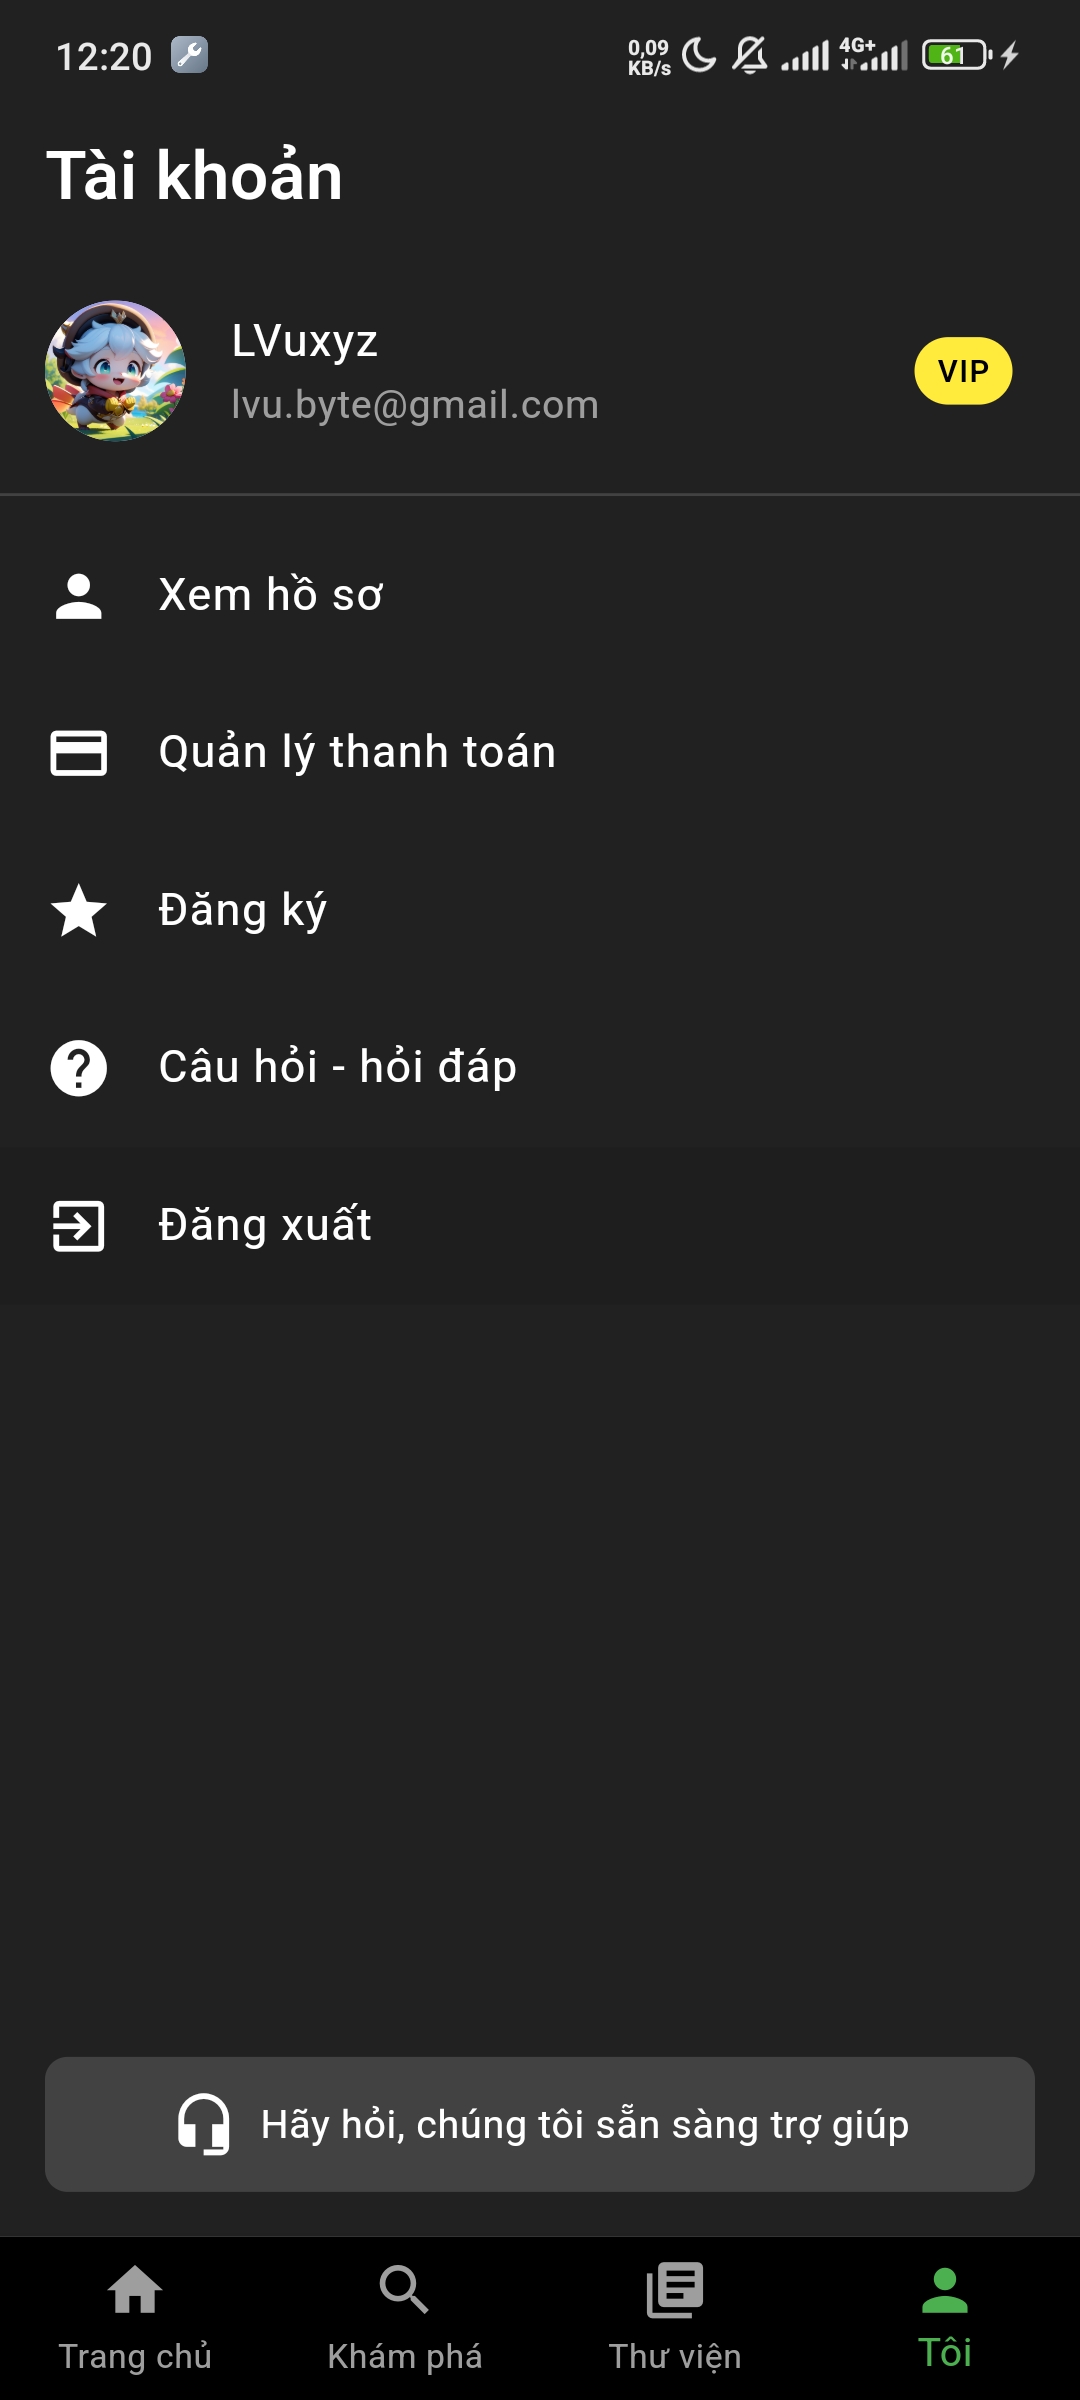 12:20
0,09
KB/s
4G+
61
Tài khoản
LVuxyz
VIP
lvu.byte@gmail.com
Xem hồ sơ
Quản lý thanh toán
Đăng ký
Câu hỏi - hỏi đáp
Đăng xuất
Hãy hỏi, chúng tôi sẵn sàng trợ giúp
Trang chủ
Khám phá
Thư viện
Tôi